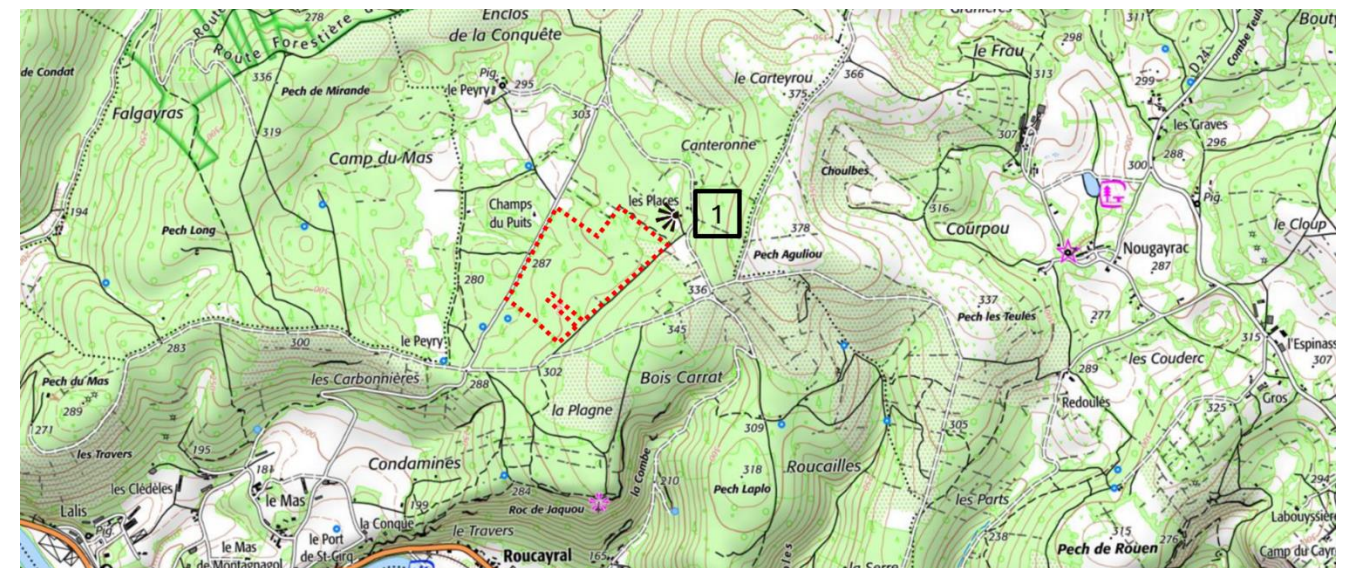 278
Enclos
de la Conquête
Granières
311
Route Forestière
298
le Frau
D 24
Combe
de Condat
22
336
Pig.
295
le Carteyrou
366
313
299
Pech de Mirande
le Peyry
375
Falgayras
303
319
307
les Graves
296
Canteronne
288
Camp du Mas
Choulbes
300
les Places
1
Pig.
194
Champs
du Puits
316
Pech Long
378
Courpou
le Cloup
Nougayrac
287
Pech Aguliou
287
280
336
337
277
Pech les Teules
345
315
l'Espinass
307
283
300
le Peyry
les Couderc
302
289
Pech du Mas
les Carbonnières
288
Bois Carrat
Redoulès
Gros
289
la Plagne
325
271
309
305
les Travers
195
200
Condamines
318
Roucailles
181
la Combe
210
294
les Clédèles
le Mas
284
Pech Laplo
les Parts
199
Roc de Jaquou
Lalis
Pig.
la Conque
le Travers
238
315
Labouyssière
le Mas
de Montagnagol
le Port
de St-Cirq
Roucayral
165
Pech de Rouen
276
Camp du Cayr
la Serre